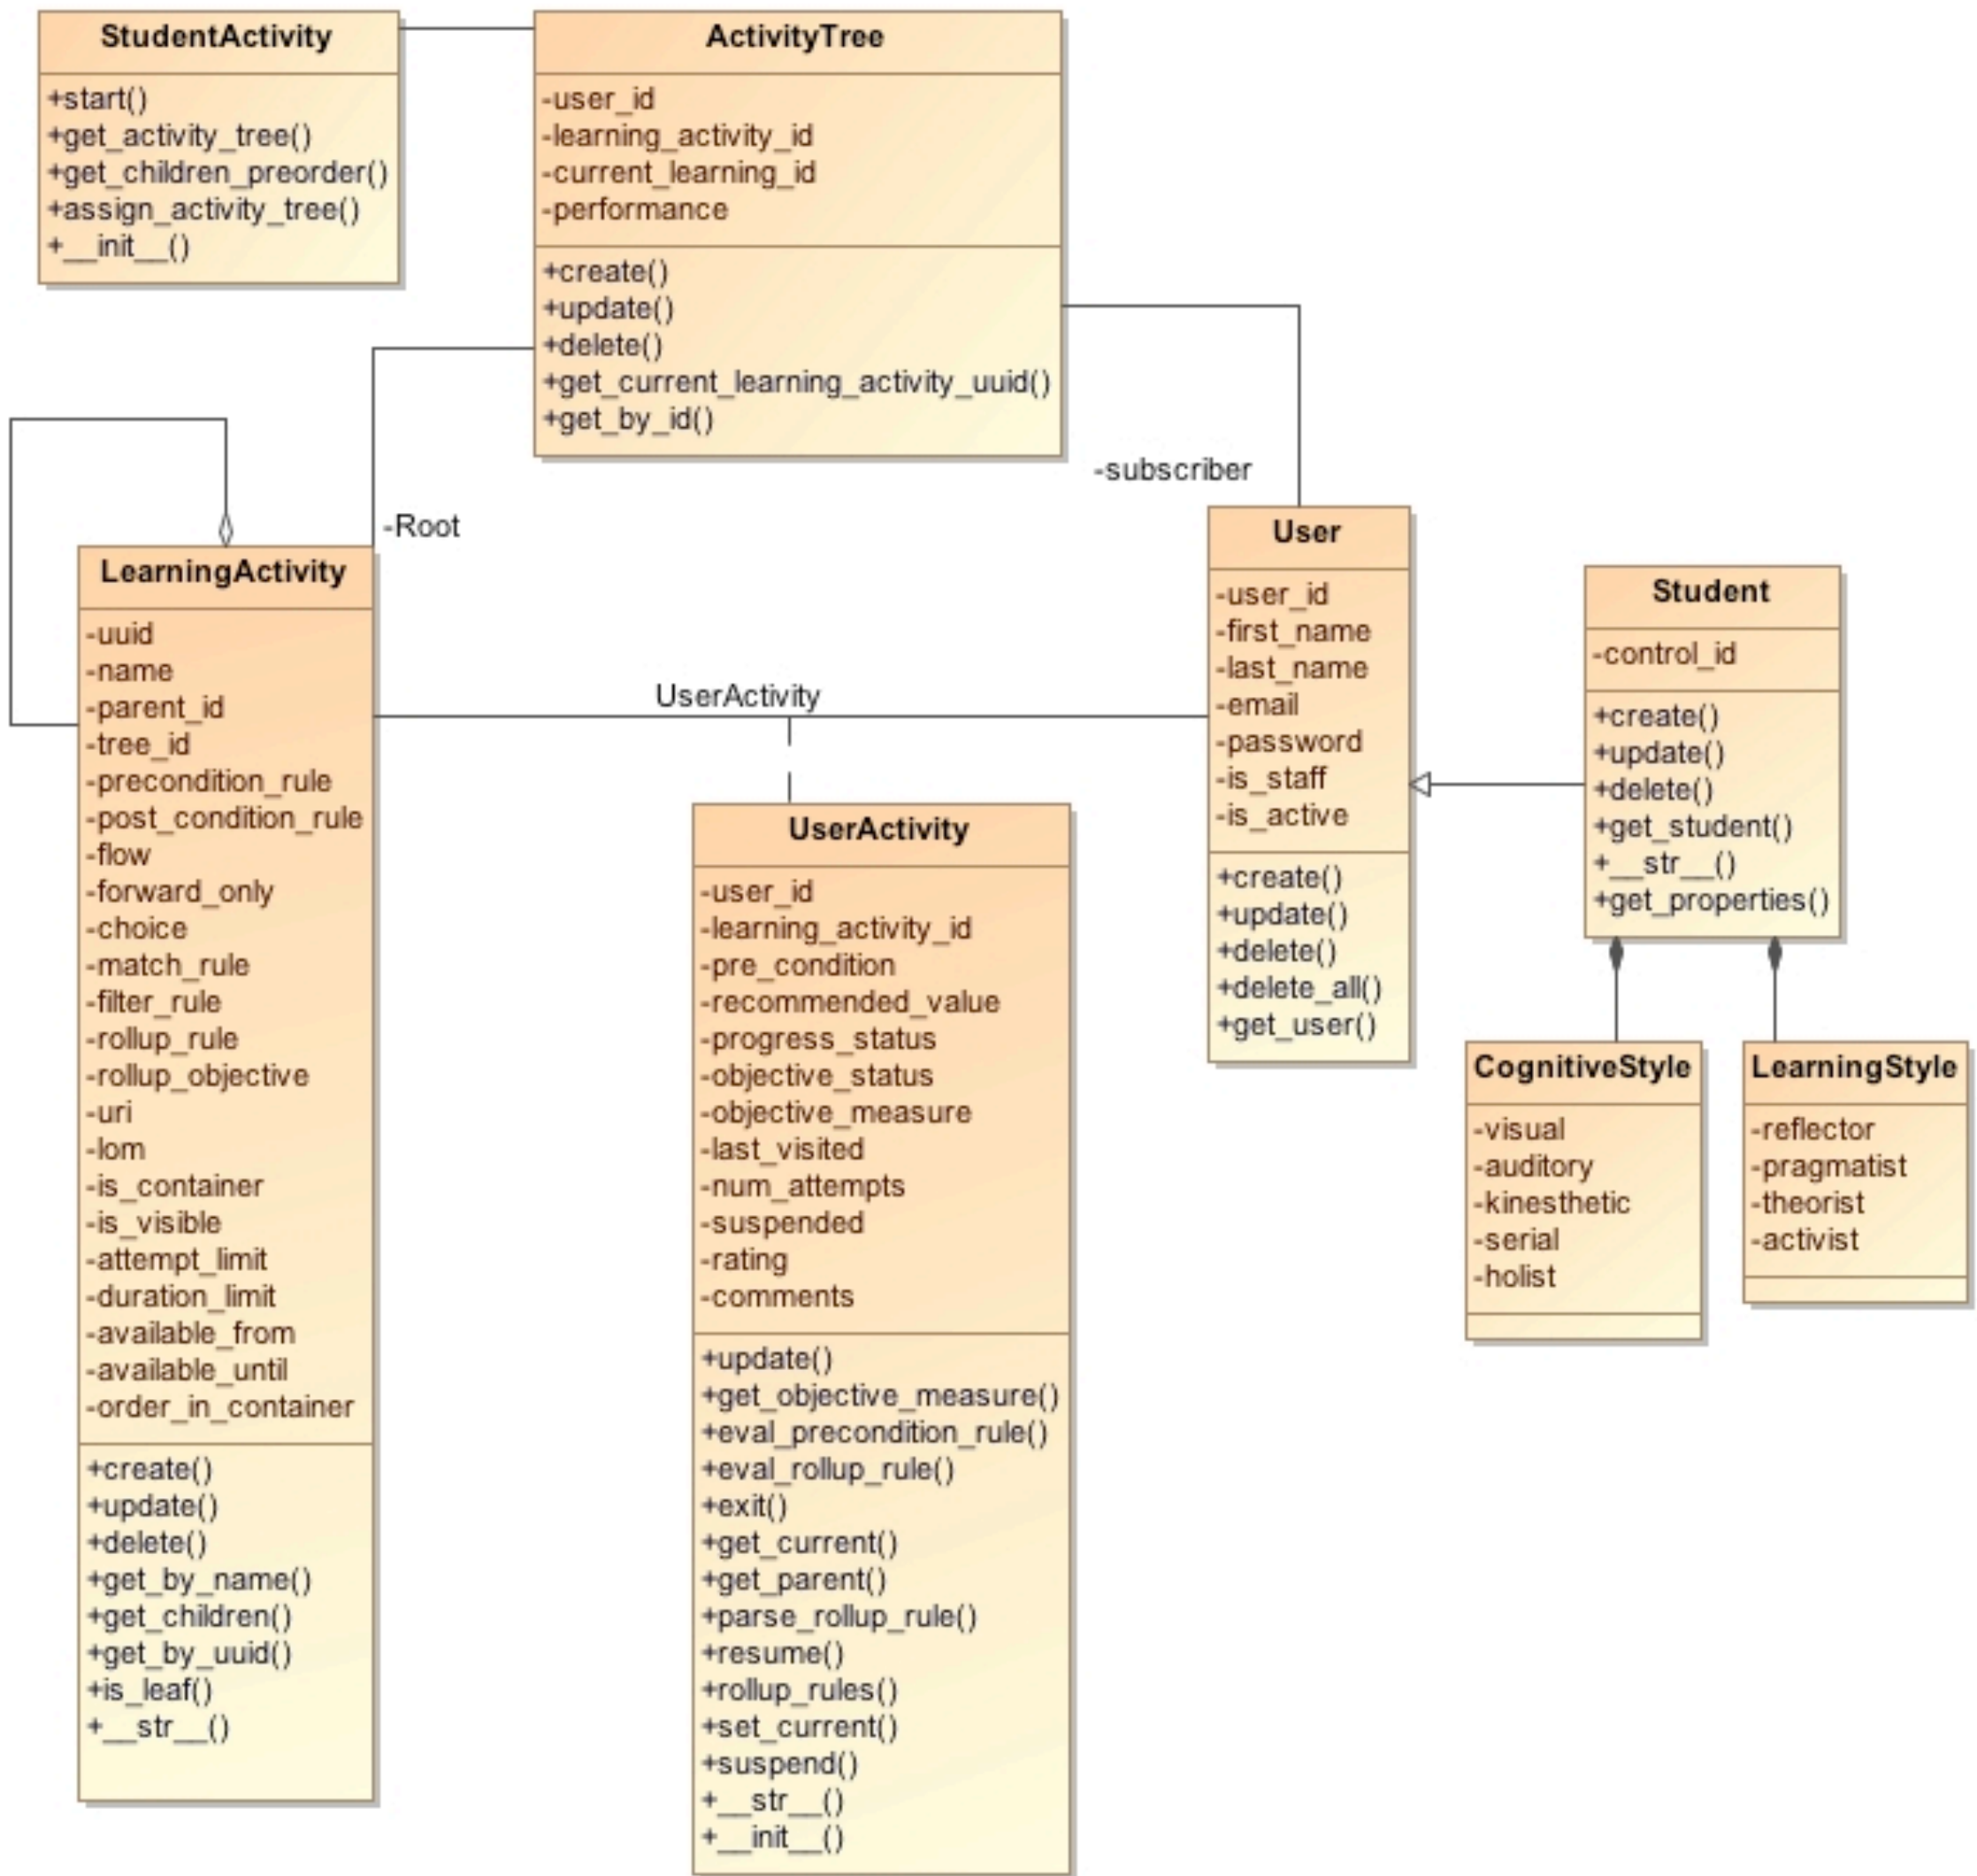 StudentActivity
+start()
+get_activity_tree()
+get_children_preorder()
+assign_activity_tree()
+__init__()
ActivityTree
-user_id
-learning_activity_id
-current_learning_id
-performance
+create()
+update()
+delete()
+get_current_learning_activity_uuid()
+get_by_id()
-subscriber
-Root
LearningActivity
-uuid
-name
-parent_id
-tree_id
-precondition_rule
-post_condition_rule
-flow
-forward_only
-choice
-match_rule
-filter_rule
-rollup_rule
-rollup_objective
-uri
-lom
-is_container
-is_visible
-attempt_limit
-duration_limit
-available_from
-available_until
-order_in_container
+create()
+update()
+delete()
+get_by_name()
+get_children()
+get_by_uuid()
+is_leaf()
+__str__()
UserActivity
UserActivity
-user_id
-learning_activity_id
-pre_condition
-recommended_value
-progress_status
-objective_status
-objective_measure
-last_visited
-num_attempts
-suspended
-rating
-comments
+update()
+get_objective_measure()
+eval_precondition_rule()
+eval_rollup_rule()
+exit()
+get_current()
+get_parent()
+parse_rollup_rule()
+resume()
+rollup_rules()
+set_current()
+suspend()
+__str__()
+__init__()
User
-user_id
-first_name
-last_name
-email
-password
-is_staff
-is_active
+create()
+update()
+delete()
+delete_all()
+get_user()
Student
-control_id
+create()
+update()
+delete()
+get_student()
+__str__()
+get_properties()
CognitiveStyle
-visual
-auditory
-kinesthetic
-serial
-holist
LearningStyle
-reflector
-pragmatist
-theorist
-activist